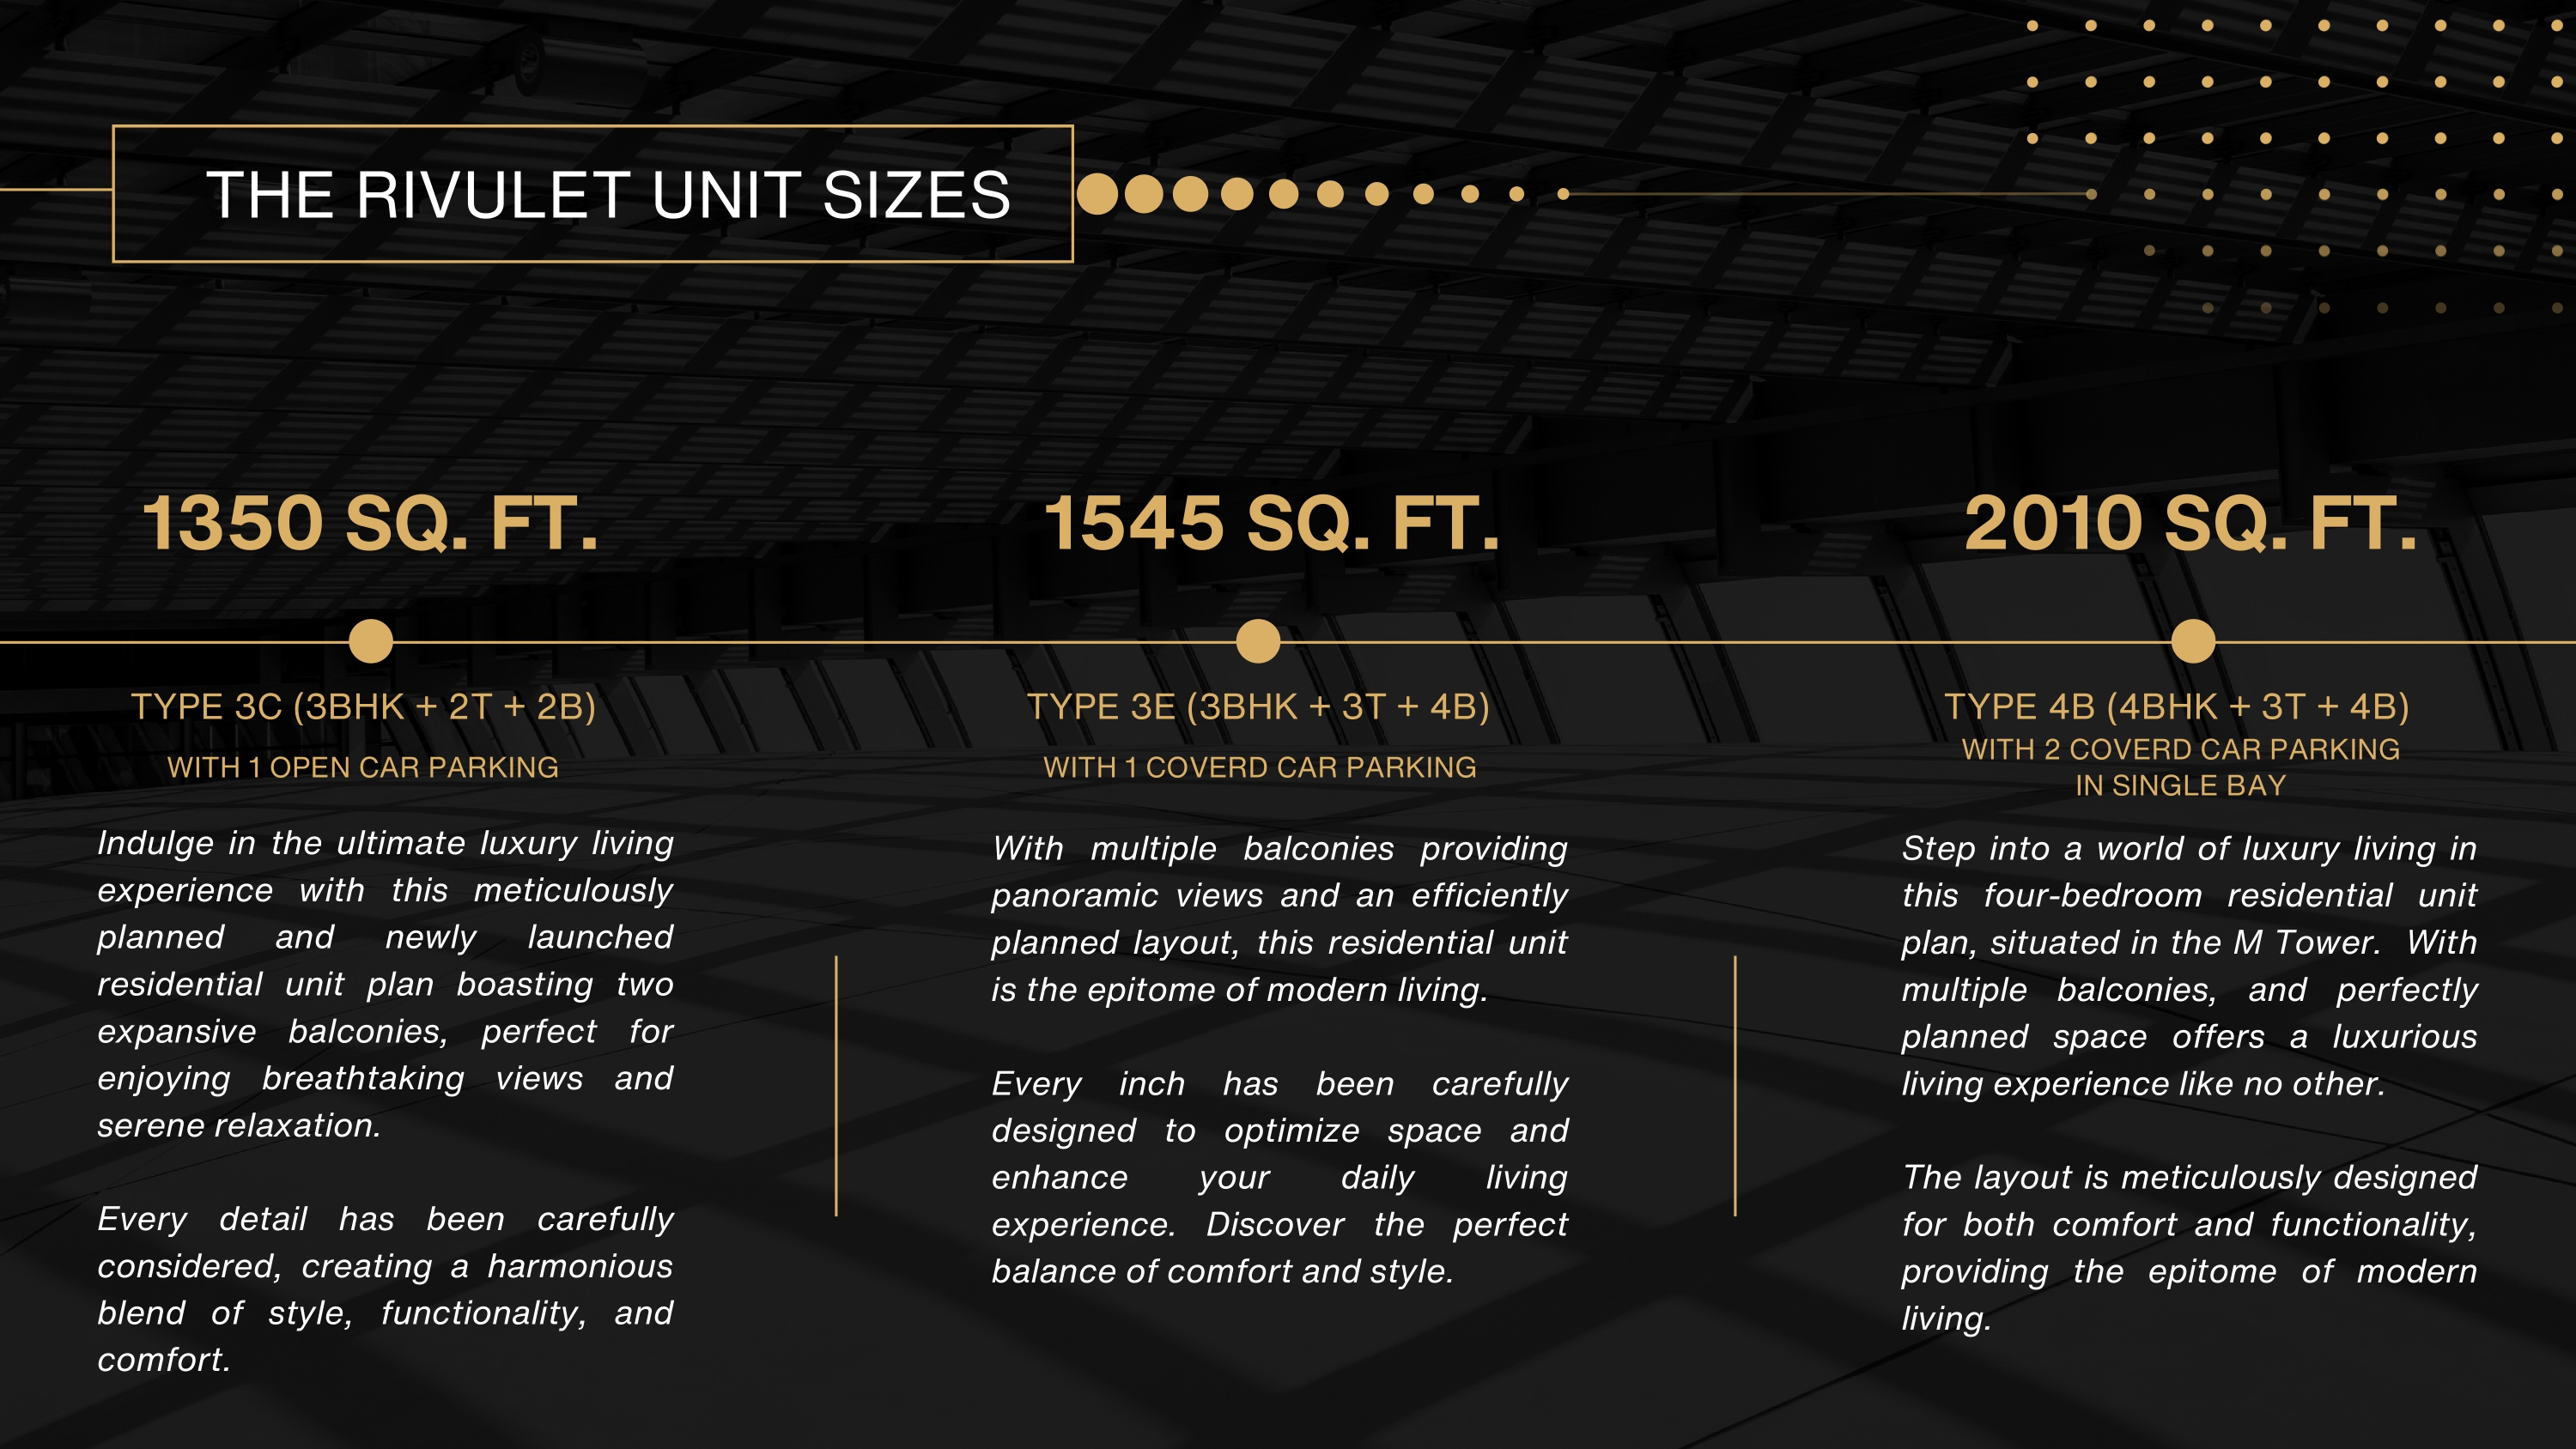 THE RIVULET UNIT SIZES
1350 SQ. FT.
TYPE 3C (3BHK + 2T + 2B)
WITH 1 OPEN CAR PARKING
Indulge in the ultimate luxury living
experience with this meticulously
planned and newly launched
residential unit plan boasting two
expansive balconies, perfect for
enjoying breathtaking views and
serene relaxation.
Every detail has been carefully
considered, creating a harmonious
blend of style, functionality, and
comfort.
1545 SQ. FT.
TYPE 3E (3BHK + 3T + 4B)
WITH 1 COVERD CAR PARKING
With multiple balconies providing
panoramic views and an efficiently
planned layout, this residential unit
is the epitome of modern living.
Every inch has been carefully
designed to optimize space and
enhance your daily living
experience. Discover the perfect
balance of comfort and style.
2010 SQ. FT.
TYPE 4B (4BHK + 3T + 4B)
WITH 2 COVERD CAR PARKING
IN SINGLE BAY
Step into a world of luxury living in
this four-bedroom residential unit
plan, situated in the M Tower. With
multiple balconies, and perfectly
planned space offers a luxurious
living experience like no other.
The layout is meticulously designed
for both comfort and functionality,
providing the epitome of modern
living.